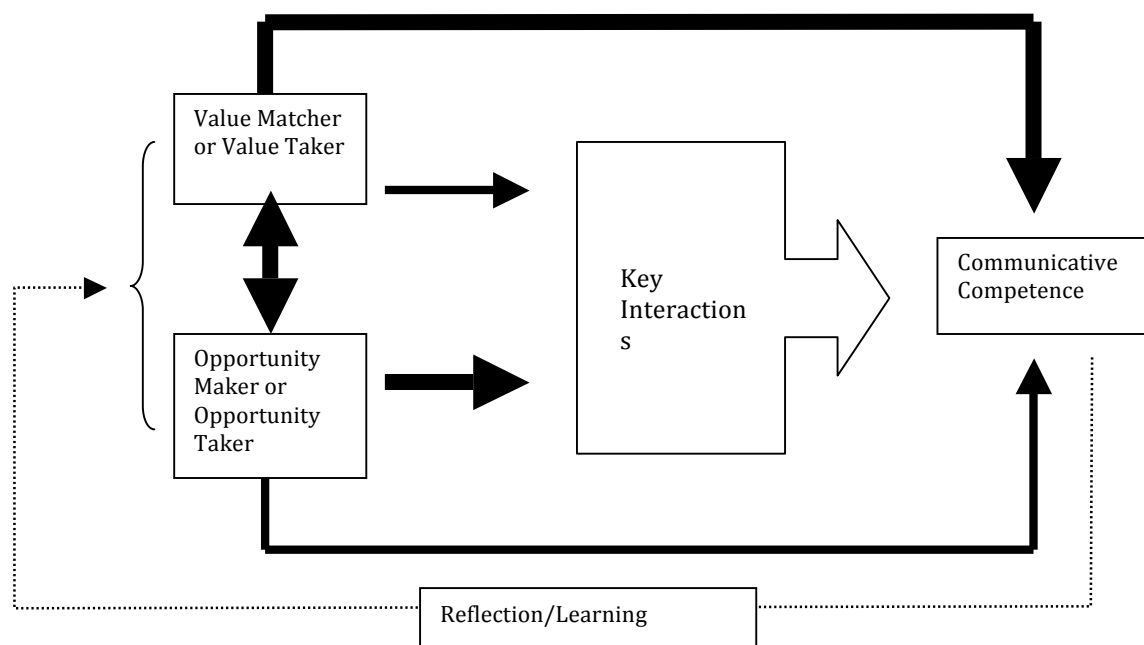 Value Matcher
or Value Taker
Key
Interaction
s
Communicative
Competence
Opportunity
Maker or
Opportunity
Taker
Reflection/Learning